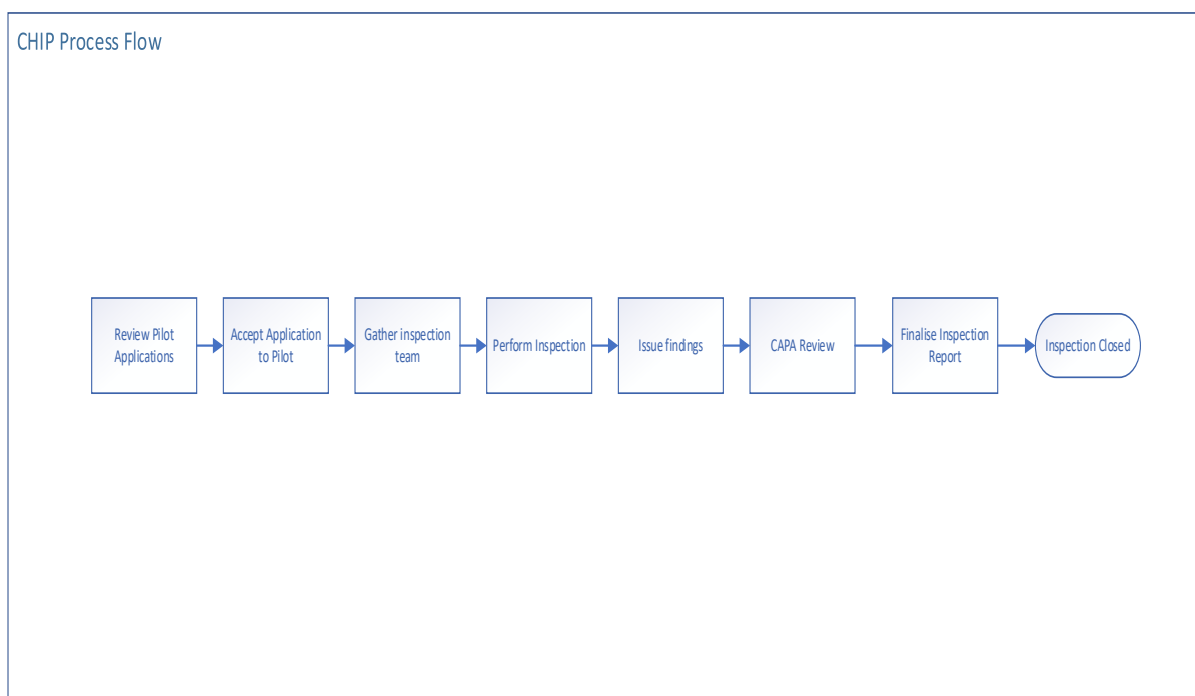 CHIP Process Flow
Review Pilot
Applications
Accept Application
to Pilot
Gather inspection
team
Perform Inspection
Issue findings
CAPA Review
Finalise Inspection
Report
Inspection Closed